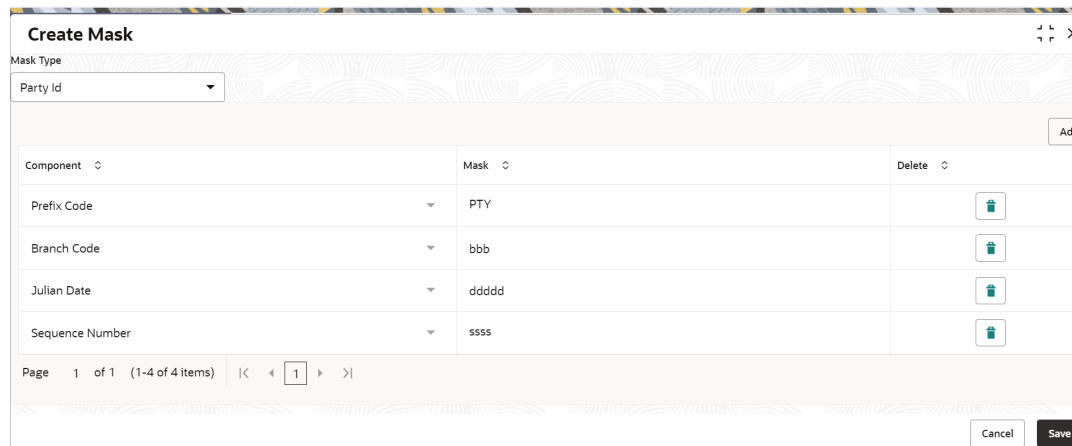 Create Mask
Mask Type
Party Id
Ad
Component Mask Delete
Prefix Code PTY
Branch Code bbb
Julian Date ddddd
Sequence Number ssss
Page 1 of 1 (1-4 of 4 items) 1
Cancel Save